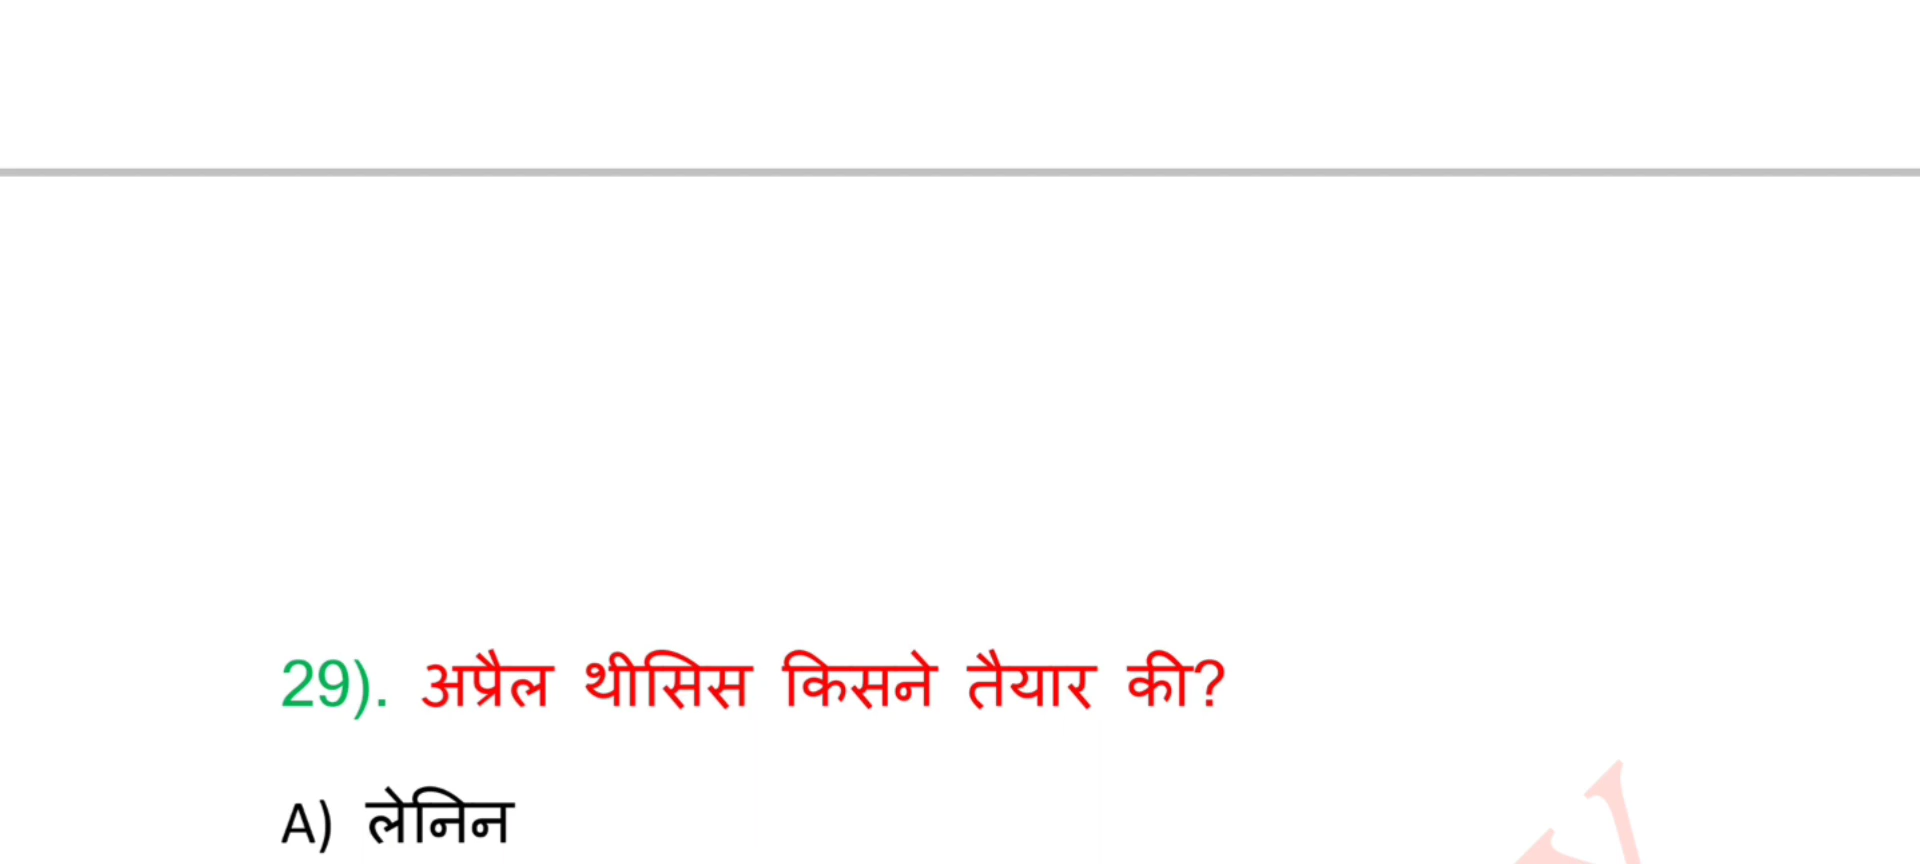 29). अप्रैल थीसिस किसने तैयार की?
A) लेनिन